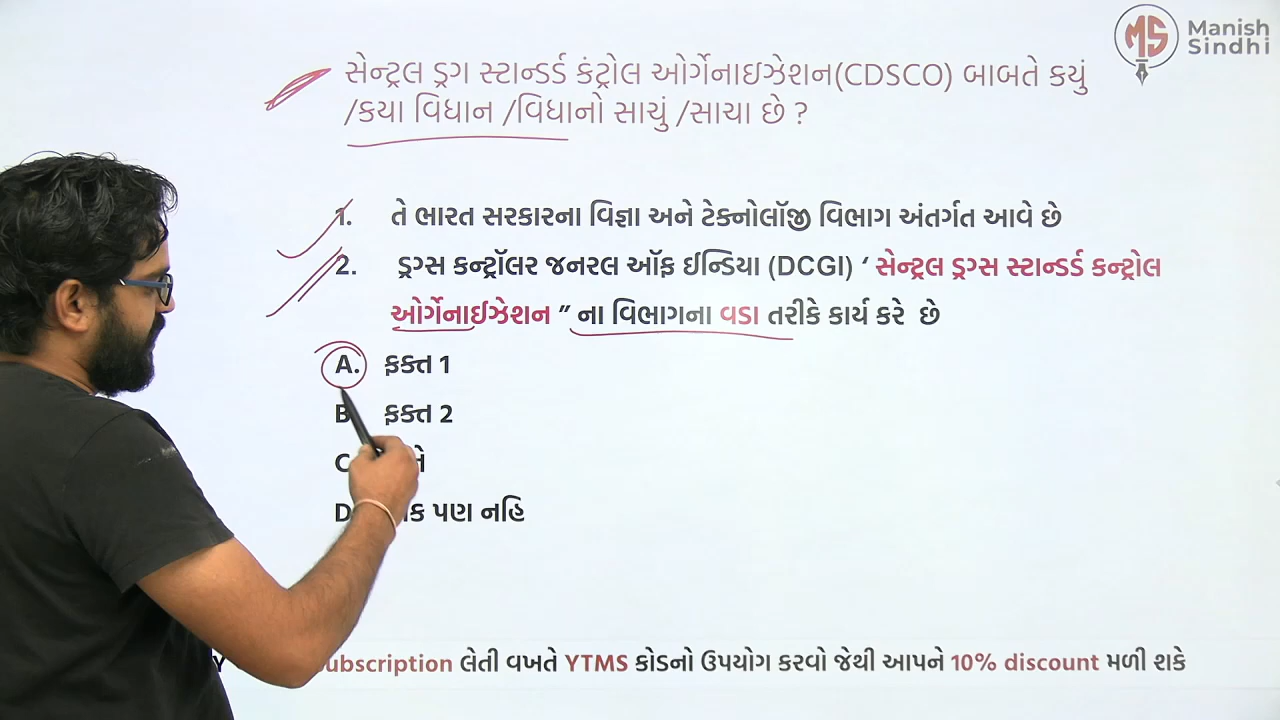 Manish
Sindhi
MS
સેન્ટ્રલ ડ્રગ સ્ટાન્ડર્ડ કંટ્રોલ ઓર્ગેનાઇઝેશન(CDSCO) બાબતે કયું
/કયા વિધાન /વિધાનો સાચું /સાચા છે ?
1. તે ભારત સરકારના વિજ્ઞા અને ટેક્નોલૉજી વિભાગ અંતર્ગત આવે છે
2. ડ્રગ્સ કન્ટ્રૉલર જનરલ ઑફ ઈન્ડિયા (DCGI) ‘ સેન્ટ્રલ ડ્રગ્સ સ્ટાન્ડર્ડ કન્ટ્રોલ
ઓર્ગેનાઈઝેશન ” ના વિભાગના વડા તરીકે કાર્ય કરે છે
A. ફક્ત 1
B ફક્ત 2
C
D પણ નહિ
ubscription લેતી વખતે YTMS કોડનો ઉપયોગ કરવો જેથી આપને 10% discount મળી શકે